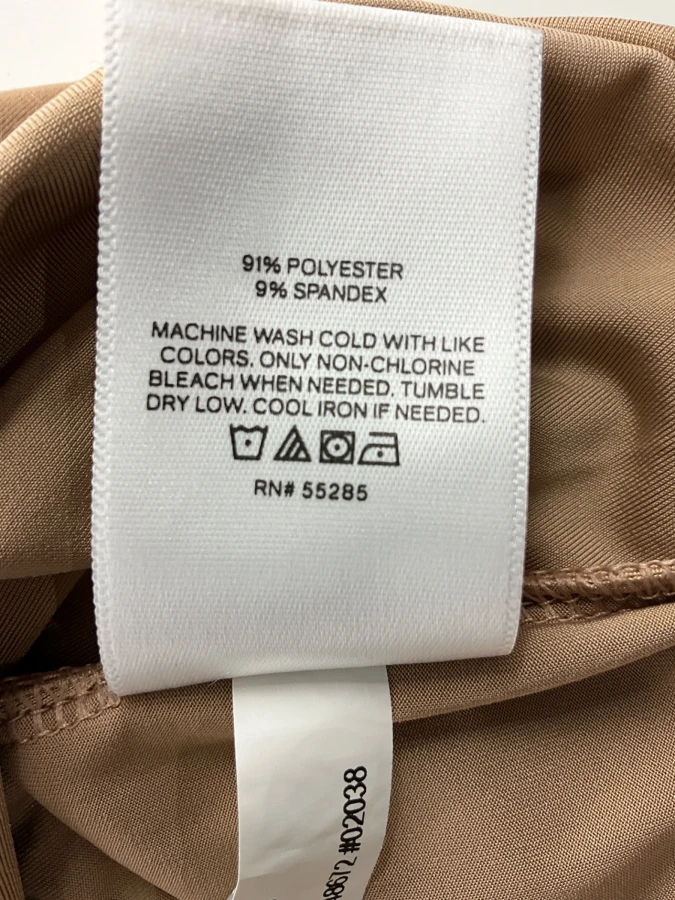 91% POLYESTER
9% SPANDEX
MACHINE WASH COLD WITH LIKE
COLORS. ONLY NON-CHLORINE
BLEACH WHEN NEEDED. TUMBLE
DRY LOW. COOL IRON IF NEEDED.
RN# 55285
#02038